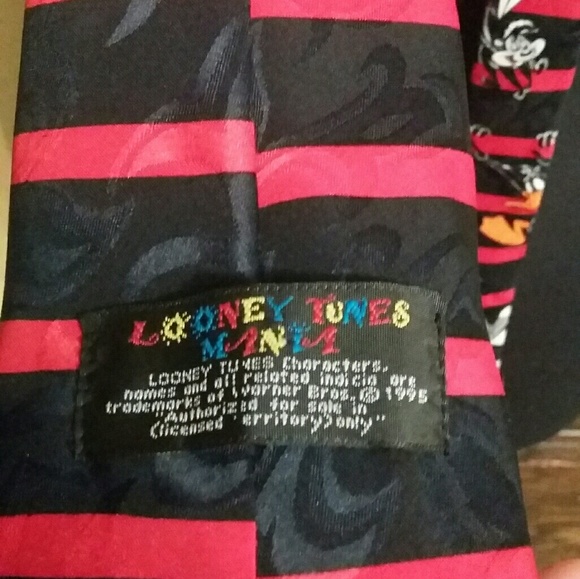 LOONEY TUNES
MANIA
LOONEY TUNES Characters,
names and all related indicia are
trademarks of Warner Bros. © 1995
"Authorized for sale in
(licensed territory) only"